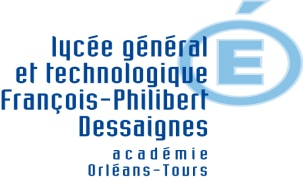 lycée général
et technologique
François-Philibert
Dessaignes
académie
Orléans-Tours
É